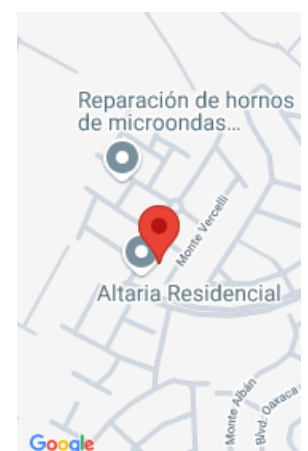 Reparación de hornos
de microondas...
Monte Vercelli
Altaria Residencial
Monte Albán
Blvd. Oaxaca
Google